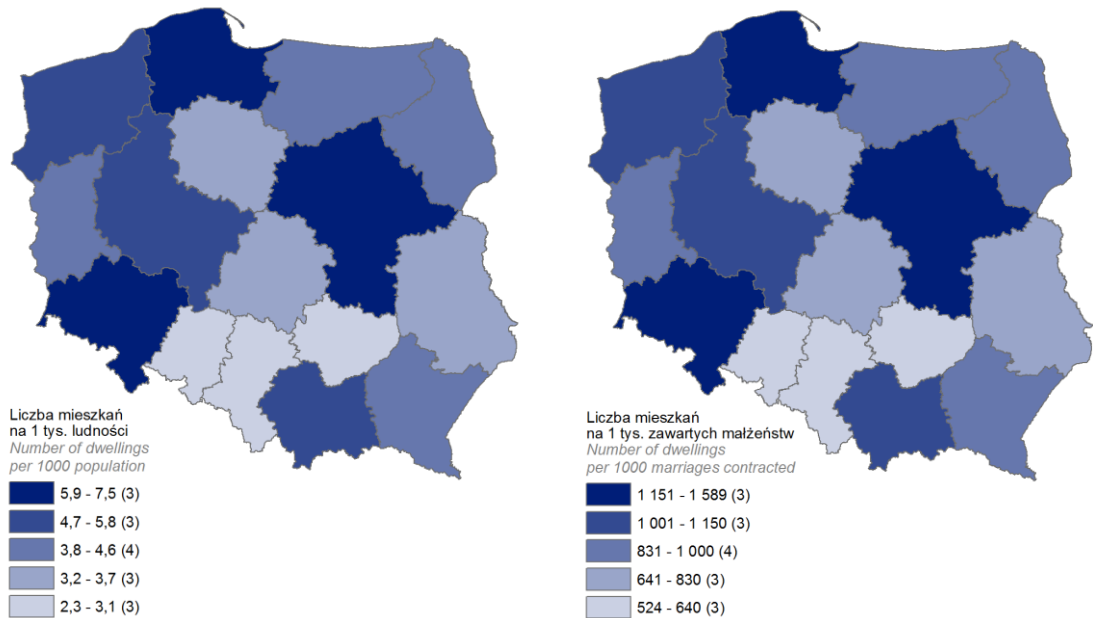 Liczba mieszkań
na 1 tys. ludności
Number of dwellings
per 1000 population
5,9 - 7,5 (3)
4,7 - 5,8 (3)
3,8 - 4,6 (4)
3,2 - 3,7 (3)
2,3 - 3,1 (3)
Liczba mieszkań
na 1 tys. zawartych małżeństw
Number of dwellings
per 1000 marriages contracted
1 151 - 1 589 (3)
1 001 - 1 150 (3)
831 - 1 000 (4)
641 - 830 (3)
524 - 640 (3)